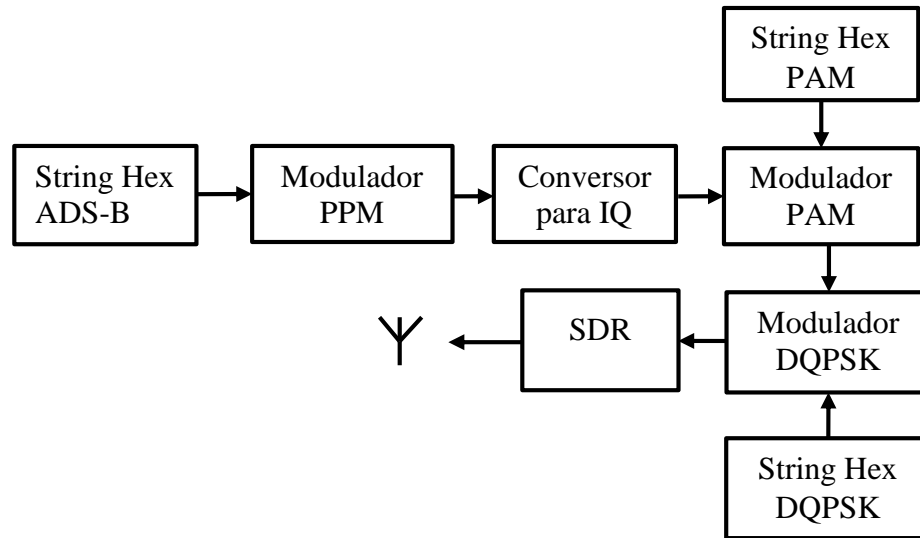 String Hex
PAM
String Hex
ADS-B
Modulador
PPM
Conversor
para IQ
Modulador
PAM
SDR
Modulador
DQPSK
String Hex
DQPSK